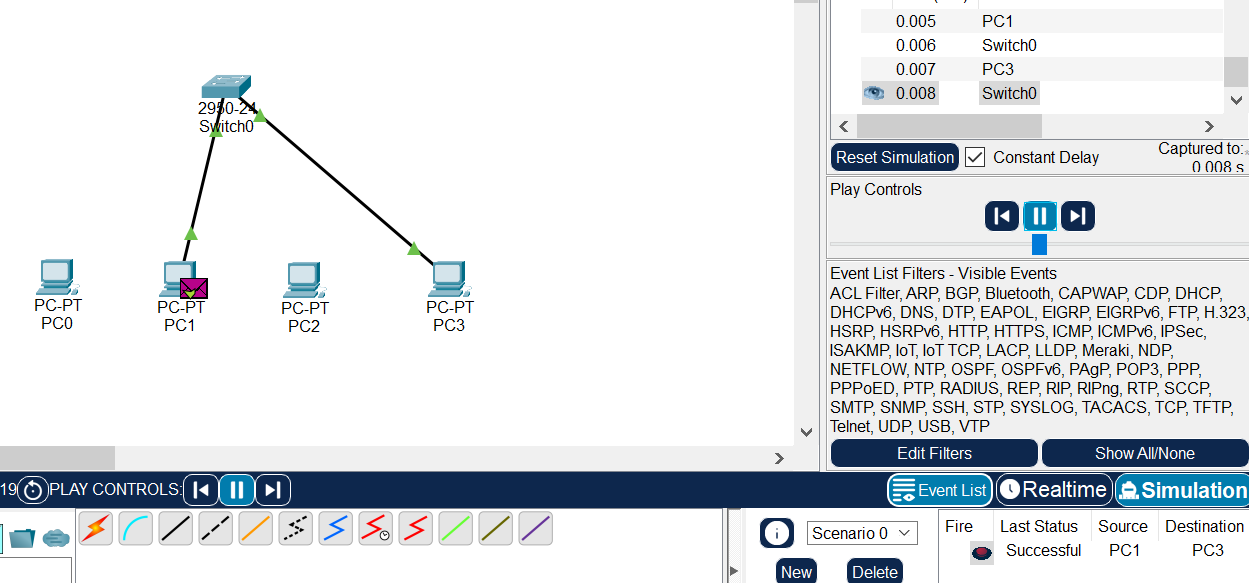 0.005 PC1
0.006 Switch0
0.007 PC3
0.008 Switch0
2950-24
Switch0
Reset Simulation Constant Delay Captured to:
0.008 s
Play Controls
PC-PT
PC0
PC-PT
PC1
PC-PT
PC2
PC-PT
PC3
Event List Filters - Visible Events
ACL Filter, ARP, BGP, Bluetooth, CAPWAP, CDP, DHCP,
DHCPv6, DNS, DTP, EAPOL, EIGRP, EIGRPv6, FTP, H.323,
HSRP, HSRPv6, HTTP, HTTPS, ICMP, ICMPv6, IPSec,
ISAKMP, IoT, IoT TCP, LACP, LLDP, Meraki, NDP,
NETFLOW, NTP, OSPF, OSPFv6, PAgP, POP3, PPP,
PPPoED, PTP, RADIUS, REP, RIP, RIPng, RTP, SCCP,
SMTP, SNMP, SSH, STP, SYSLOG, TACACS, TCP, TFTP,
Telnet, UDP, USB, VTP
Edit Filters Show All/None
19 PLAY CONTROLS: Event List Realtime Simulation
Scenario 0
New Delete
Fire Last Status Source Destination
Successful PC1 PC3